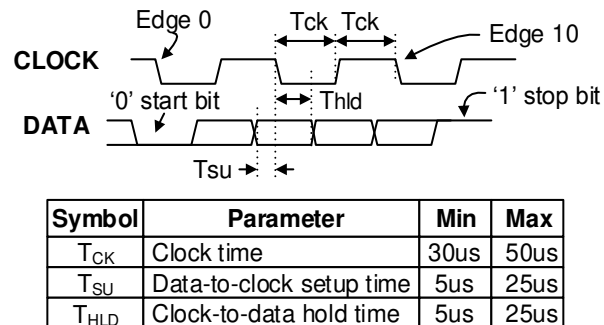 Edge 0
Tck Tck
Edge 10
CLOCK
'0' start bit
Thld
'1' stop bit
DATA
Tsu
Symbol Parameter Min Max
TCK Clock time 30us 50us
TSU Data-to-clock setup time 5us 25us
THLD Clock-to-data hold time 5us 25us